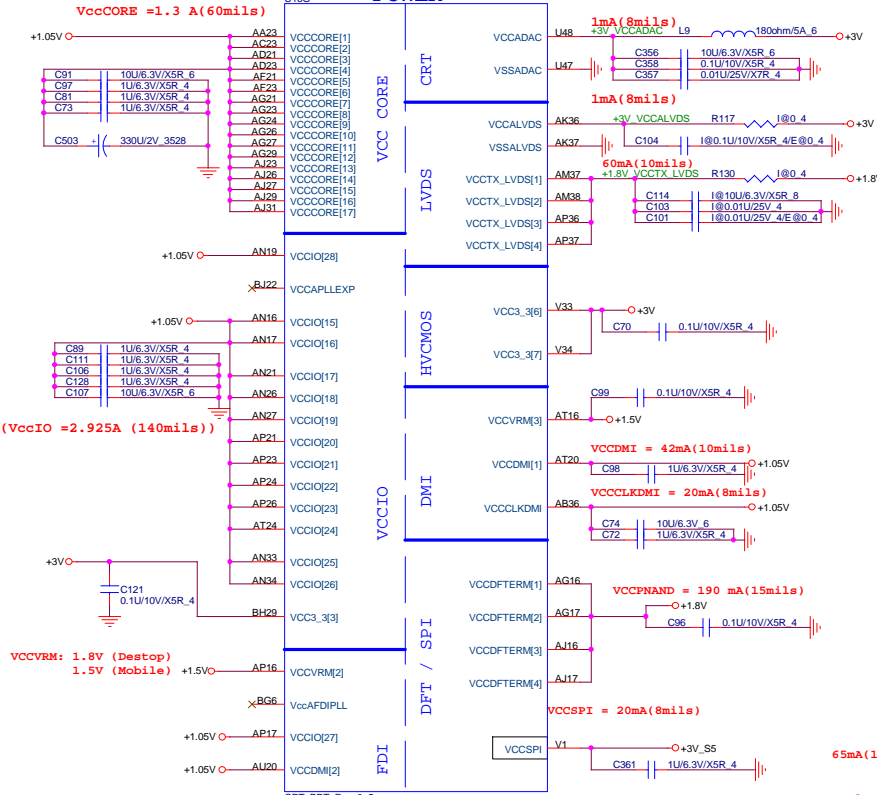 VccCORE =1.3 A(60mils)
+1.05V
AA23 VCCCORE[1]
AC23 VCCCORE[2]
AD21 VCCCORE[3]
AD23 VCCCORE[4]
AF21 VCCCORE[5]
AF23 VCCCORE[6]
AG21 VCCCORE[7]
AG23 VCCCORE[8]
AG24 VCCCORE[9]
AG26 VCCCORE[10]
AG27 VCCCORE[11]
AG29 VCCCORE[12]
AJ23 VCCCORE[13]
AJ26 VCCCORE[14]
AJ27 VCCCORE[15]
AJ29 VCCCORE[16]
AJ31 VCCCORE[17]
C91 10U/6.3V/X5R_6
C97 1U/6.3V/X5R_4
C81 1U/6.3V/X5R_4
C73 1U/6.3V/X5R_4
C503 + 330U/2V_3528
VCC CORE
+1.05V AN19 VCCIO[28]
BJ22 VCCAPLLEXP
+1.05V AN16 VCCIO[15]
AN17 VCCIO[16]
AN21 VCCIO[17]
AN26 VCCIO[18]
AN27 VCCIO[19]
AP21 VCCIO[20]
AP23 VCCIO[21]
AP24 VCCIO[22]
AP26 VCCIO[23]
AT24 VCCIO[24]
AN33 VCCIO[25]
AN34 VCCIO[26]
C89 1U/6.3V/X5R_4
C111 1U/6.3V/X5R_4
C106 1U/6.3V/X5R_4
C128 1U/6.3V/X5R_4
C107 10U/6.3V/X5R_6
(VccIO =2.925A (140mils))
VCCIO
+3V
C121
0.1U/10V/X5R_4
BH29 VCC3_3[3]
VCCVRM: 1.8V (Destop)
1.5V (Mobile)
+1.5V AP16 VCCVRM[2]
BG6 VccAFDIPLL
+1.05V AP17 VCCIO[27]
+1.05V AU20 VCCDMI[2]
FDI
CRT
VCCADAC U48
VSSADAC U47
1mA(8mils)
+3V_VCCADAC L9 180ohm/5A_6 +3V
C356 10U/6.3V/X5R_6
C358 0.1U/10V/X5R_4
C357 0.01U/25V/X7R_4
LVDS
1mA(8mils)
VCCALVDS AK36 +3V_VCCALVDS R117 I@0_4 +3V
VSSALVDS AK37 C104 I@0.1U/10V/X5R_4/E@0_4
60mA(10mils)
VCCTX_LVDS[1] AM37 +1.8V_VCCTX_LVDS R130 I@0_4 +1.8
VCCTX_LVDS[2] AM38
VCCTX_LVDS[3] AP36
VCCTX_LVDS[4] AP37
C114 I@10U/6.3V/X5R_8
C103 I@0.01U/25V_4
C101 I@0.01U/25V_4/E@0_4
HVCMOS
VCC3_3[6] V33 +3V
C70 0.1U/10V/X5R_4
VCC3_3[7] V34
DMI
C99 0.1U/10V/X5R_4
VCCVRM[3] AT16 +1.5V
VCCDMI = 42mA(10mils)
VCCDMI[1] AT20 +1.05V
C98 1U/6.3V/X5R_4
VCCCLKDMI = 20mA(8mils)
VCCCLKDMI AB36 +1.05V
C74 10U/6.3V_6
C72 1U/6.3V/X5R_4
DFT / SPI
VCCDFTERM[1] AG16
VCCDFTERM[2] AG17
VCCDFTERM[3] AJ16
VCCDFTERM[4] AJ17
VCCPNAND = 190 mA(15mils)
+1.8V
C96 0.1U/10V/X5R_4
VCCSPI = 20mA(8mils)
VCCSPI V1 +3V_S5
C361 1U/6.3V/X5R_4
65mA(1